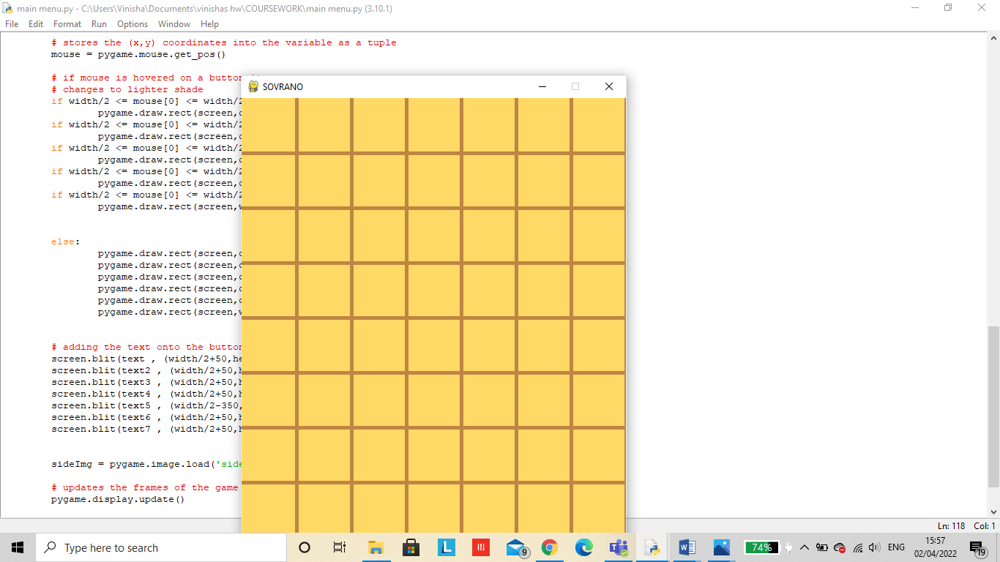 main menu.py - C:\Users\Vinisha\Documents\vinishas hw\COURSEWORK\main menu.py (3.10.1)
File Edit Format Run Options Window Help
# stores the (x,y) coordinates into the variable as a tuple
mouse = pygame.mouse.get_pos()
# if mouse is hovered on a button
# changes to lighter shade
SOVRANO
if width/2 <= mouse[0] <= width/2
pygame.draw.rect(screen,
if width/2 <= mouse[0] <= width/2
pygame.draw.rect(screen,
if width/2 <= mouse[0] <= width/2
pygame.draw.rect(screen,
if width/2 <= mouse[0] <= width/2
pygame.draw.rect(screen,
if width/2 <= mouse[0] <= width/2
pygame.draw.rect(screen,
else:
pygame.draw.rect(screen,
pygame.draw.rect(screen,
pygame.draw.rect(screen,
pygame.draw.rect(screen,
pygame.draw.rect(screen,
pygame.draw.rect(screen,
# adding the text onto the button
screen.blit(text , (width/2+50,he
screen.blit(text2 , (width/2+50,h
screen.blit(text3 , (width/2+50,h
screen.blit(text4 , (width/2+50,h
screen.blit(text5 , (width/2-350,
screen.blit(text6 , (width/2+50,h
screen.blit(text7 , (width/2+50,h
sideImg = pygame.image.load('side
# updates the frames of the game
pygame.display.update()
Ln: 118 Col: 1
Type here to search
L
9
74%
ENG
15:57
02/04/2022
19